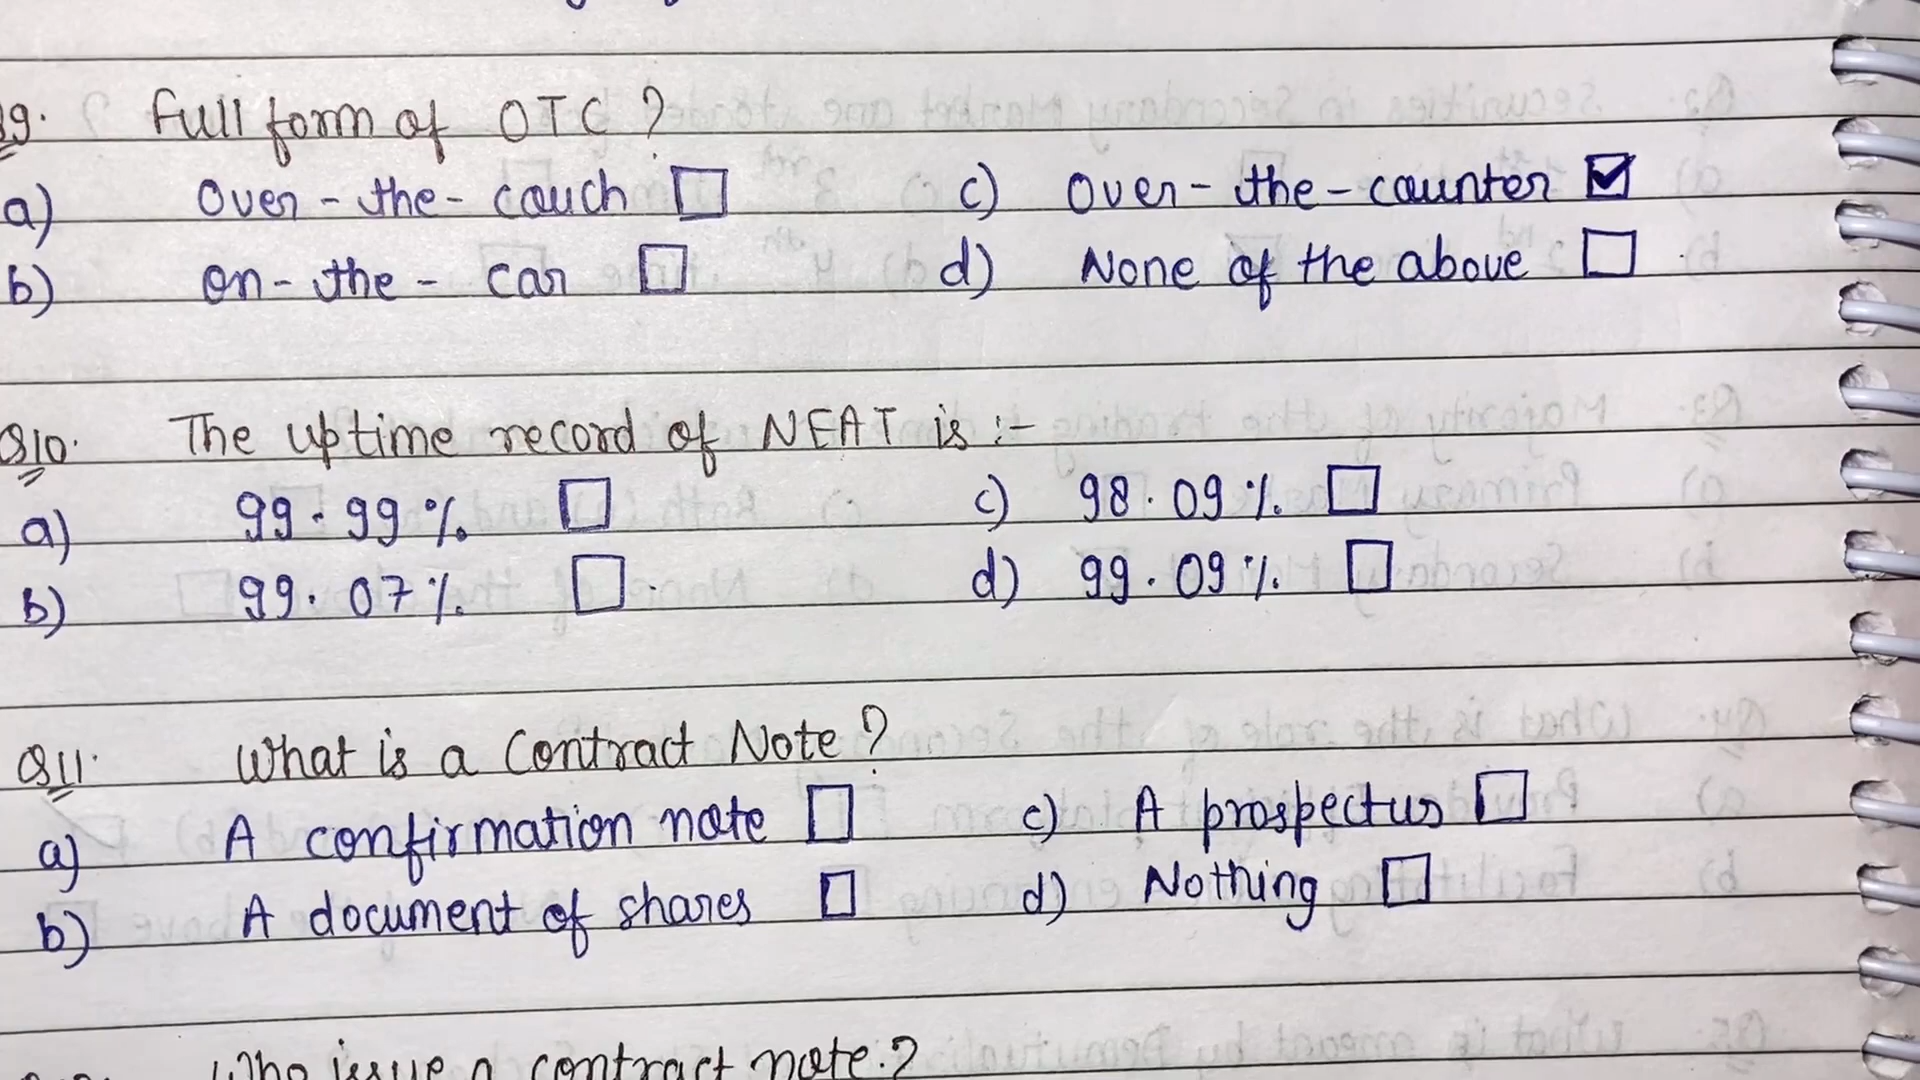 Q9. Full form of OTC ?
a) Over-the-couch c) Over-the-counter
b) on-the-car d) None of the above
Q10. The uptime record of NEAT is :-
a) 99.99% c) 98.09%
b) 99.07% d) 99.09%
Q11. What is a Contract Note ?
a) A confirmation note c) A prospectus
b) A document of shares d) Nothing
Who issue a contract note.?